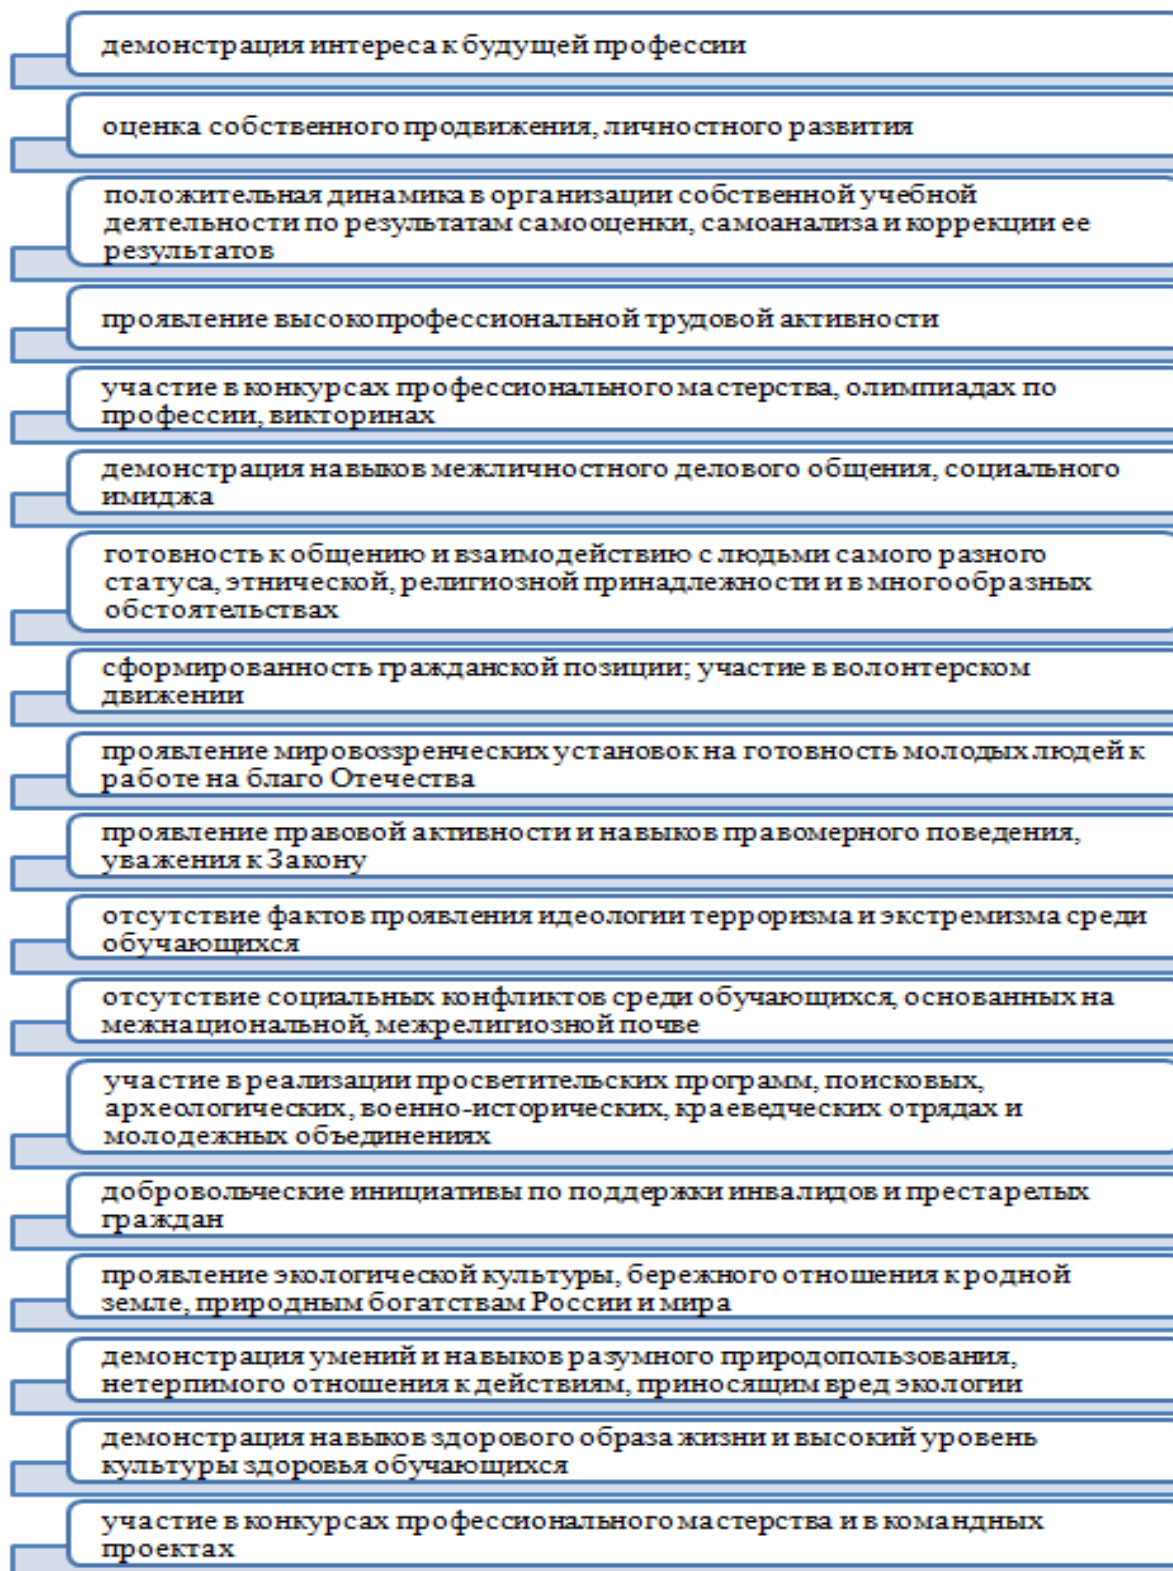 демонстрация интереса к будущей профессии
оценка собственного продвижения, личностного развития
положительная динамика в организации собственной учебной
деятельности по результатам самооценки, самоанализа и коррекции ее
результатов
проявление высокопрофессиональной трудовой активности
участие в конкурсах профессионального мастерства, олимпиадах по
профессии, викторинах
демонстрация навыков межличностного делового общения, социального
имиджа
готовность к общению и взаимодействию с людьми самого разного
статуса, этнической, религиозной принадлежности и в многообразных
обстоятельствах
сформированность гражданской позиции; участие в волонтерском
движении
проявление мировоззренческих установок на готовность молодых людей к
работе на благо Отечества
проявление правовой активности и навыков правомерного поведения,
уважения к Закону
отсутствие фактов проявления идеологии терроризма и экстремизма среди
обучающихся
отсутствие социальных конфликтов среди обучающихся, основанных на
межнациональной, межрелигиозной почве
участие в реализации просветительских программ, поисковых,
археологических, военно-исторических, краеведческих отрядах и
молодежных объединениях
добровольческие инициативы по поддержки инвалидов и престарелых
граждан
проявление экологической культуры, бережного отношения к родной
земле, природным богатствам России и мира
демонстрация умений и навыков разумного природопользования,
нетерпимого отношения к действиям, приносящим вред экологии
демонстрация навыков здорового образа жизни и высокий уровень
культуры здоровья обучающихся
участие в конкурсах профессионального мастерства и в командных
проектах